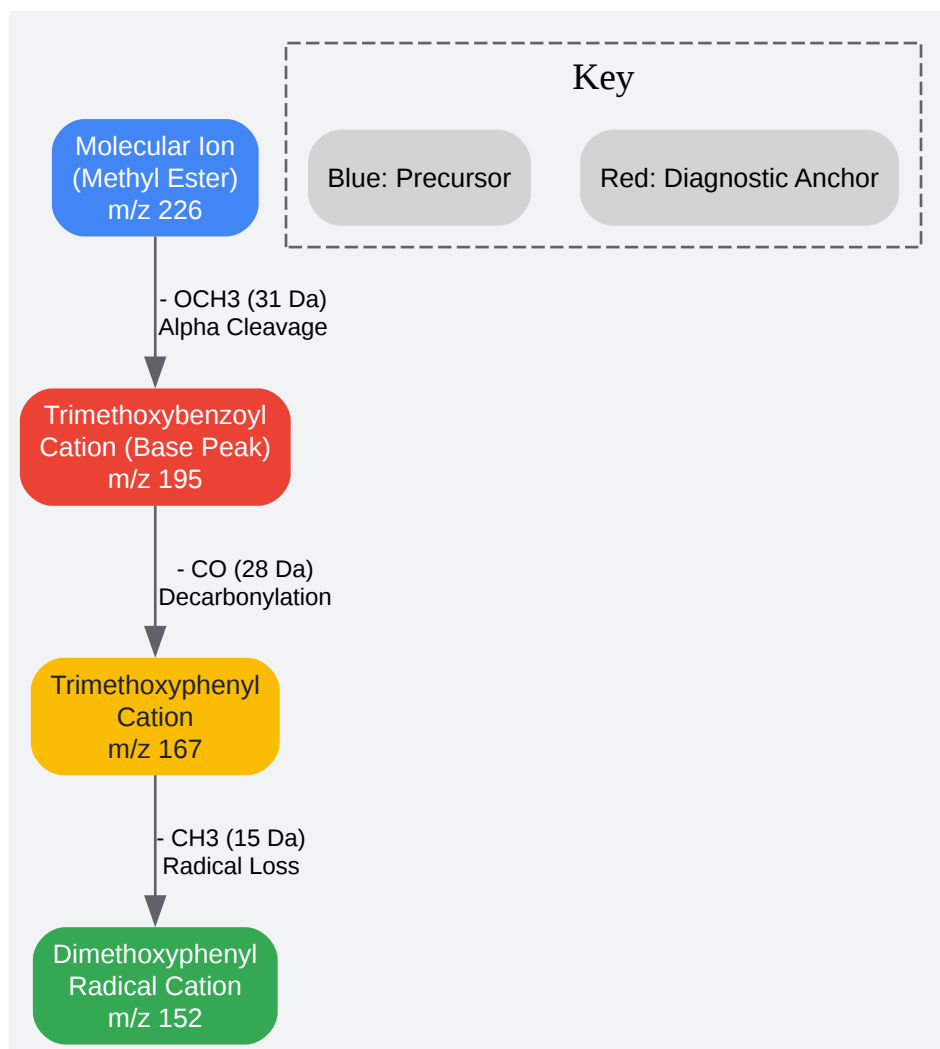 Key
Blue: Precursor
Red: Diagnostic Anchor
Molecular Ion
(Methyl Ester)
m/z 226
- OCH3 (31 Da)
Alpha Cleavage
Trimethoxybenzoyl
Cation (Base Peak)
m/z 195
- CO (28 Da)
Decarbonylation
Trimethoxyphenyl
Cation
m/z 167
- CH3 (15 Da)
Radical Loss
Dimethoxyphenyl
Radical Cation
m/z 152